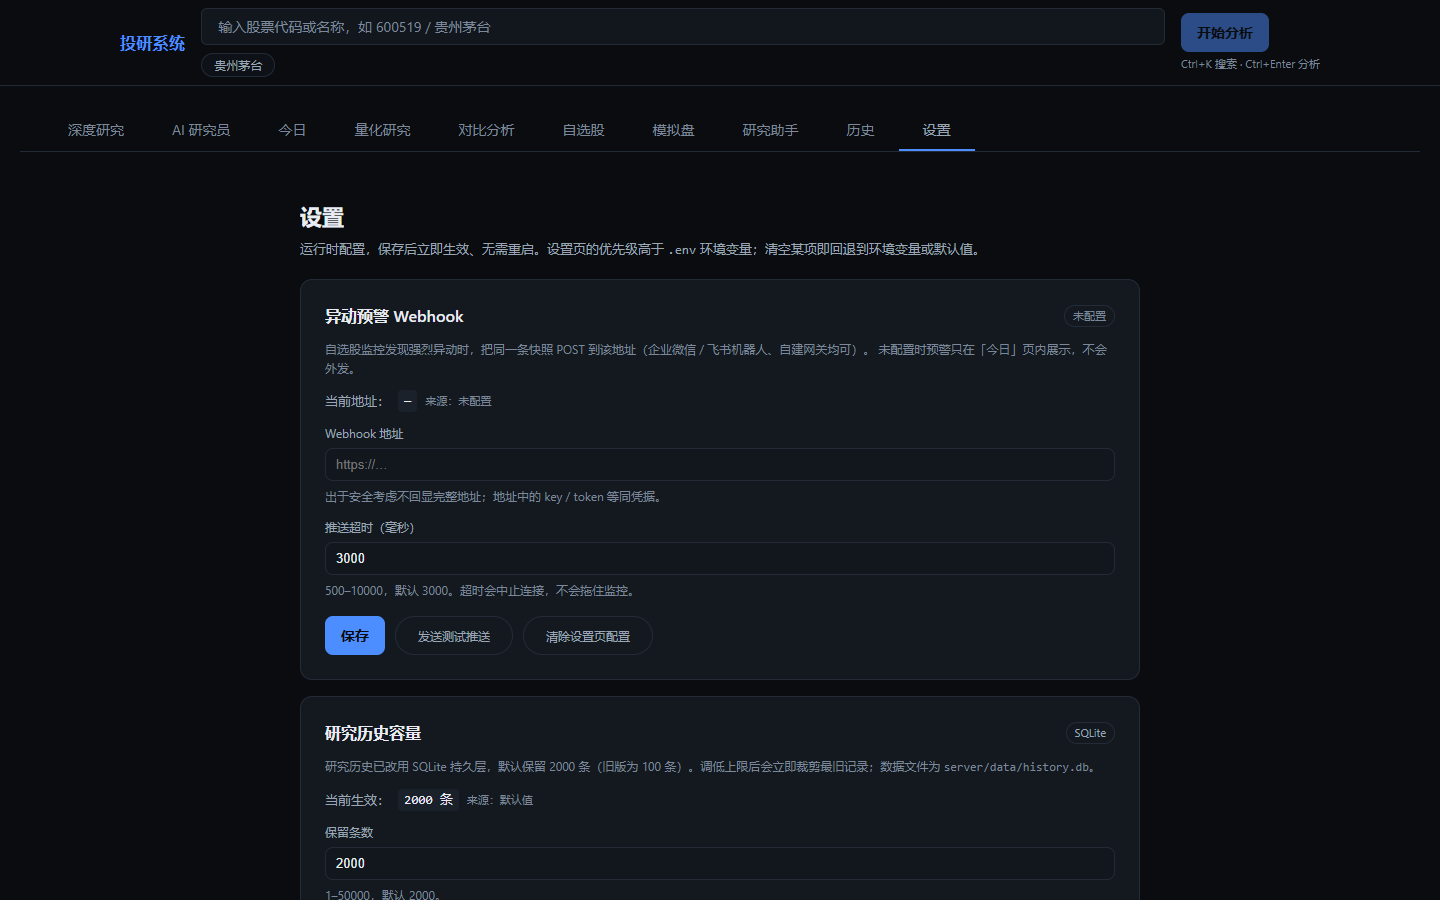 投研系统
输入股票代码或名称，如 600519 / 贵州茅台
开始分析
贵州茅台
Ctrl+K 搜索 · Ctrl+Enter 分析
深度研究 AI 研究员 今日 量化研究 对比分析 自选股 模拟盘 研究助手 历史 设置
设置
运行时配置，保存后立即生效、无需重启。设置页的优先级高于 .env 环境变量；清空某项即回退到环境变量或默认值。
异动预警 Webhook
未配置
自选股监控发现强烈异动时，把同一条快照 POST 到该地址（企业微信 / 飞书机器人、自建网关均可）。 未配置时预警只在「今日」页内展示，不会
外发。
当前地址： — 来源：未配置
Webhook 地址
https://...
出于安全考虑不回显完整地址；地址中的 key / token 等同凭据。
推送超时（毫秒）
3000
500–10000，默认 3000。超时会中止连接，不会拖住监控。
保存 发送测试推送 清除设置页配置
研究历史容量
SQLite
研究历史已改用 SQLite 持久层，默认保留 2000 条（旧版为 100 条）。调低上限后会立即裁剪最旧记录；数据文件为 server/data/history.db。
当前生效： 2000 条 来源：默认值
保留条数
2000
1–50000，默认 2000。